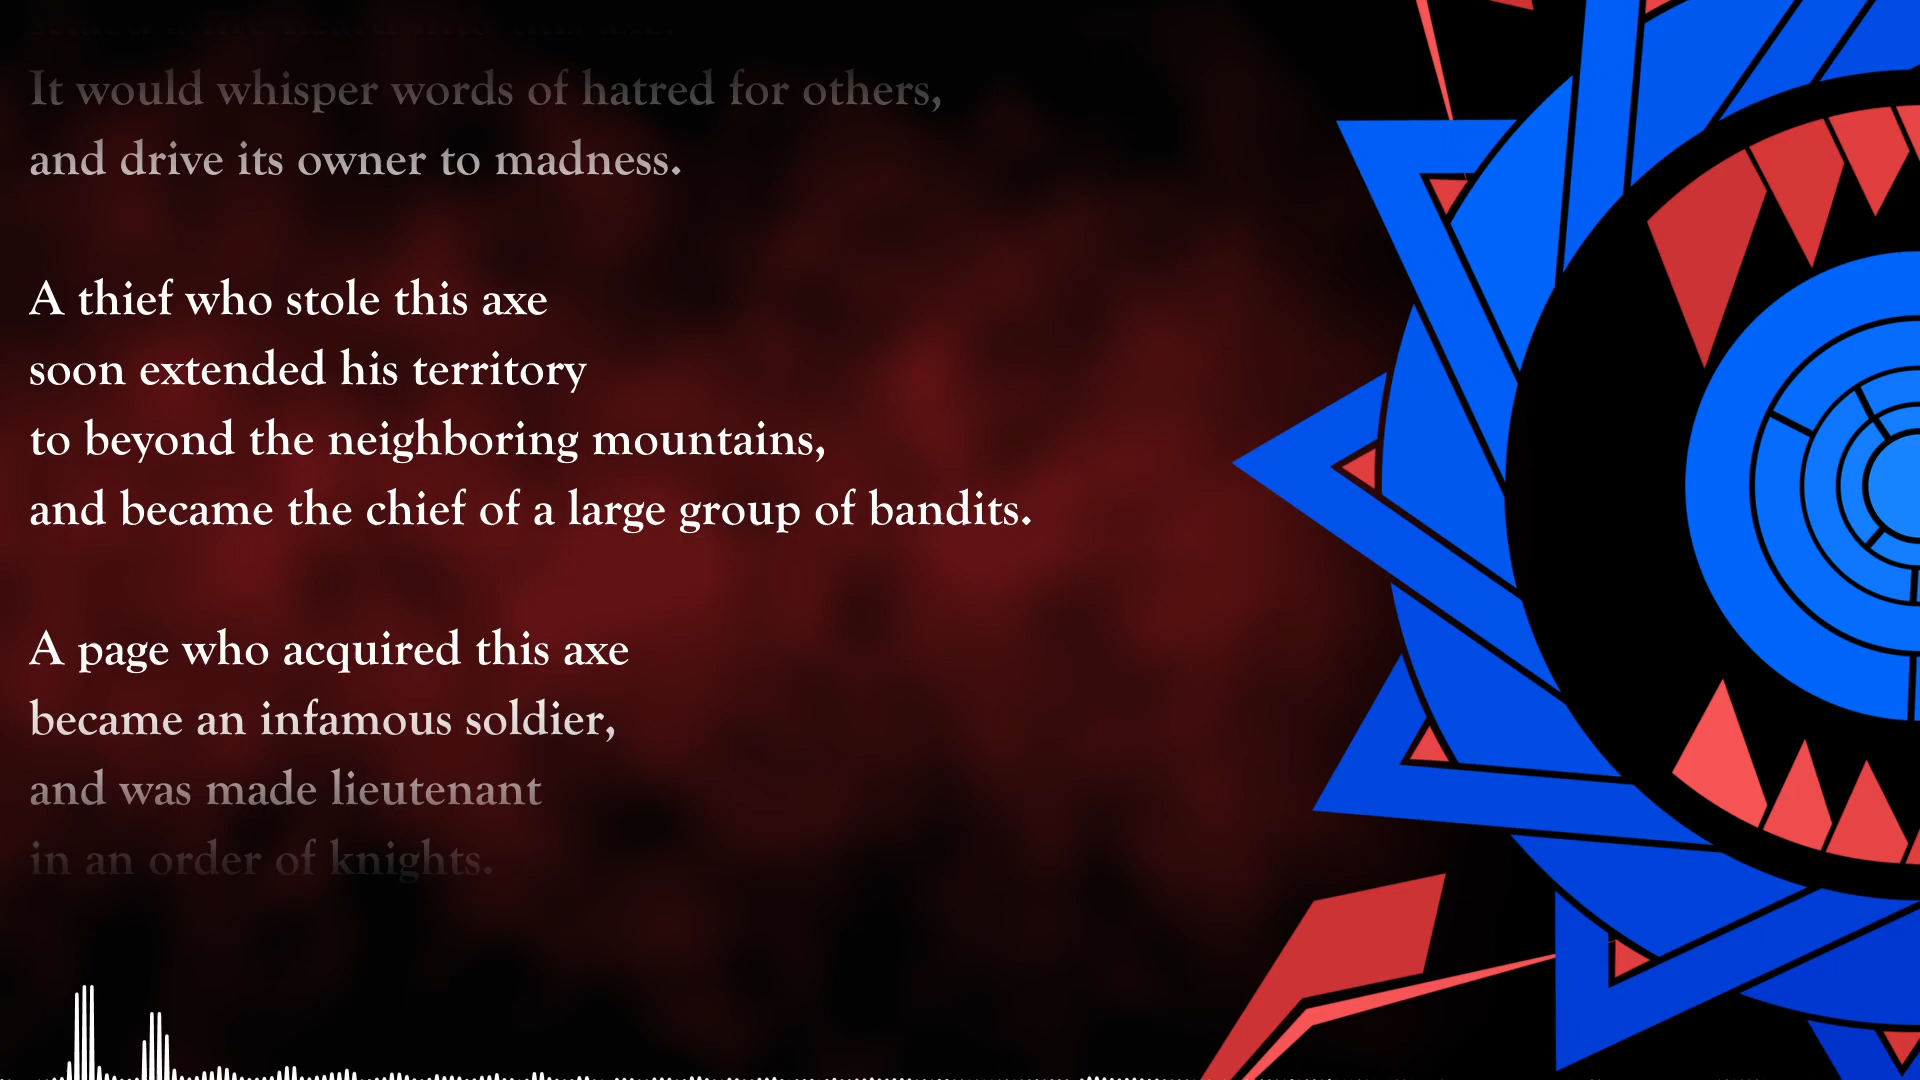 It would whisper words of hatred for others,
and drive its owner to madness.
A thief who stole this axe
soon extended his territory
to beyond the neighboring mountains,
and became the chief of a large group of bandits.
A page who acquired this axe
became an infamous soldier,
and was made lieutenant
in an order of knights.